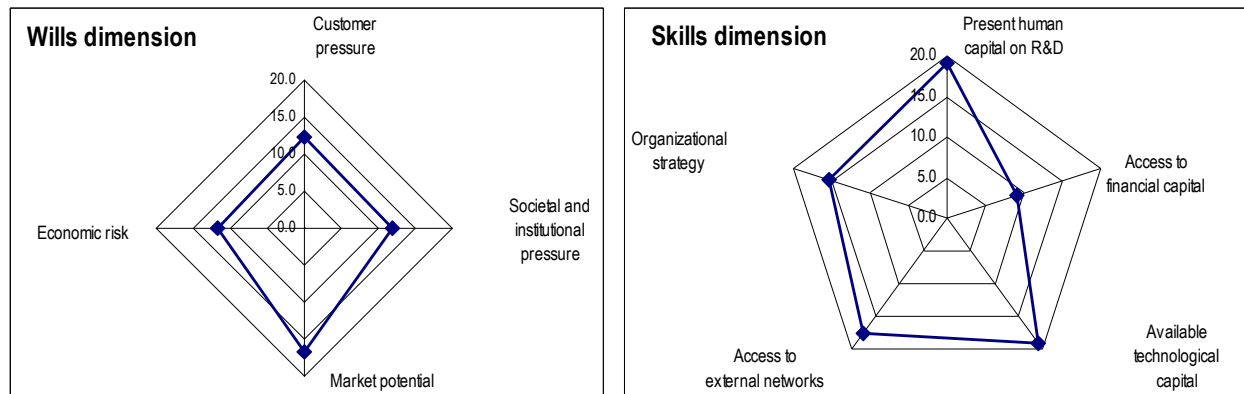 Wills dimension
Customer
pressure
20.0
15.0
10.0
5.0
0.0
Economic risk
Societal and
institutional
pressure
Market potential
Skills dimension
Present human
capital on R&D
20.0
15.0
10.0
5.0
0.0
Organizational
strategy
Access to
financial capital
Access to
external networks
Available
technological
capital